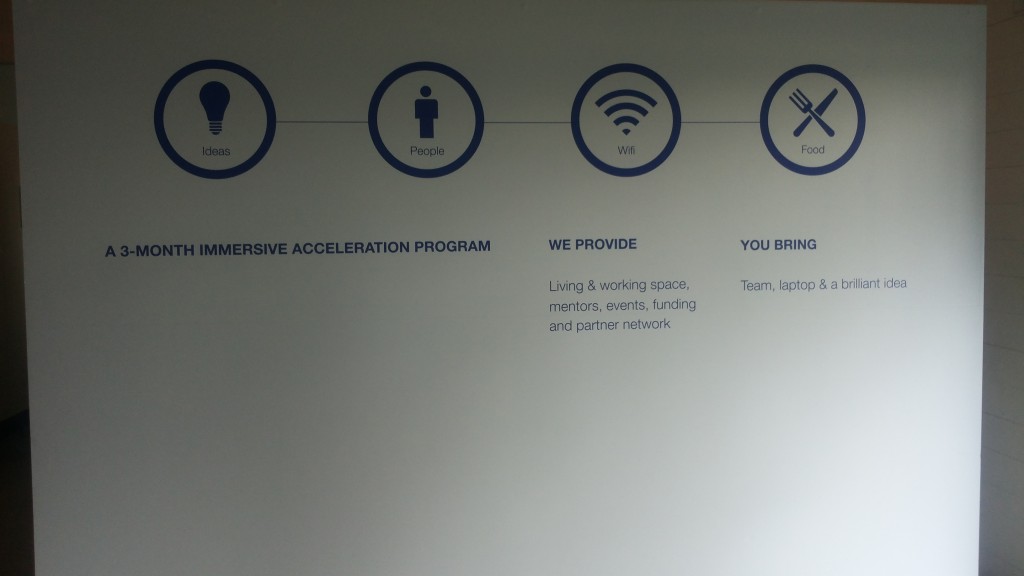 Ideas
People
Wifi
Food
A 3-MONTH IMMERSIVE ACCELERATION PROGRAM
WE PROVIDE
Living & working space,
mentors, events, funding
and partner network
YOU BRING
Team, laptop & a brilliant idea